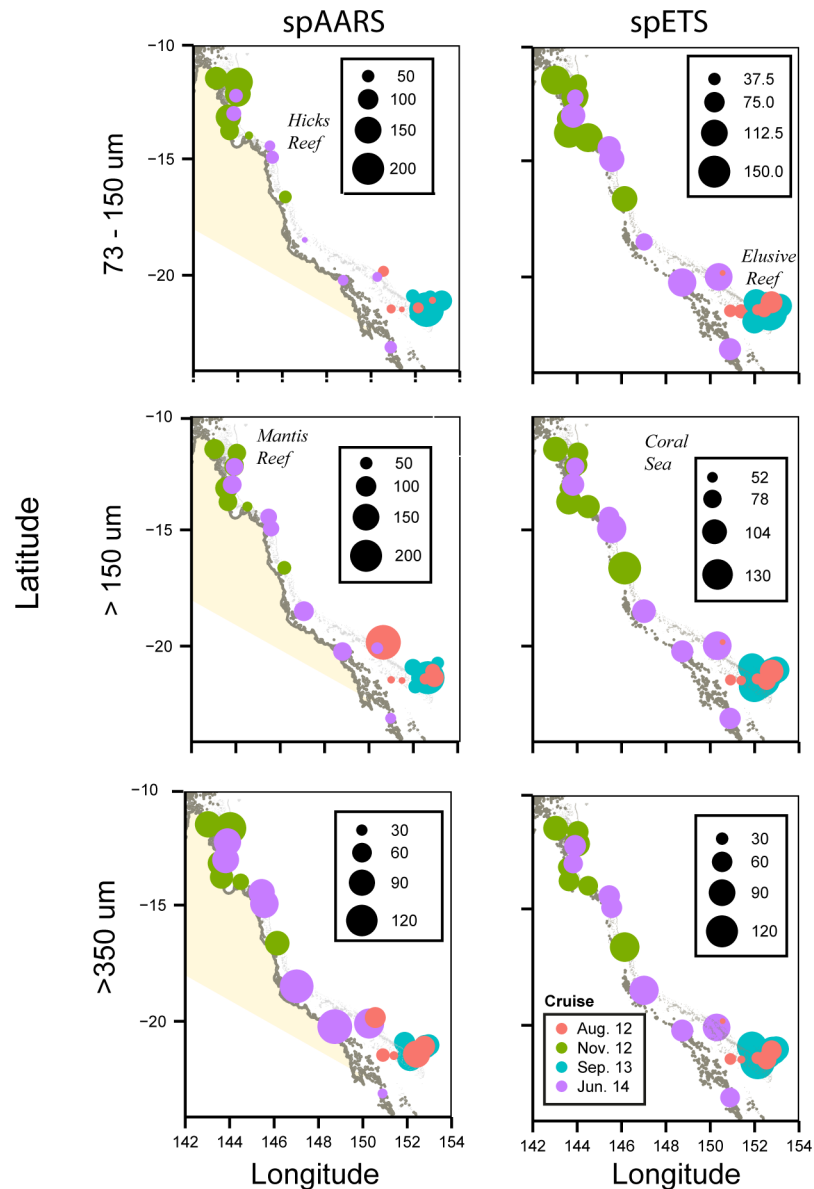 spAARS
spETS
73 - 150 um
−10
−15
−20
Hicks
Reef
50
100
150
200
37.5
75.0
112.5
150.0
Elusive
Reef
Latitude
> 150 um
−10
−15
−20
Mantis
Reef
50
100
150
200
Coral
Sea
52
78
104
130
>350 um
−10
−15
−20
30
60
90
120
30
60
90
120
Cruise
Aug. 12
Nov. 12
Sep. 13
Jun. 14
142 144 146 148 150 152 154
142 144 146 148 150 152 154
Longitude
Longitude